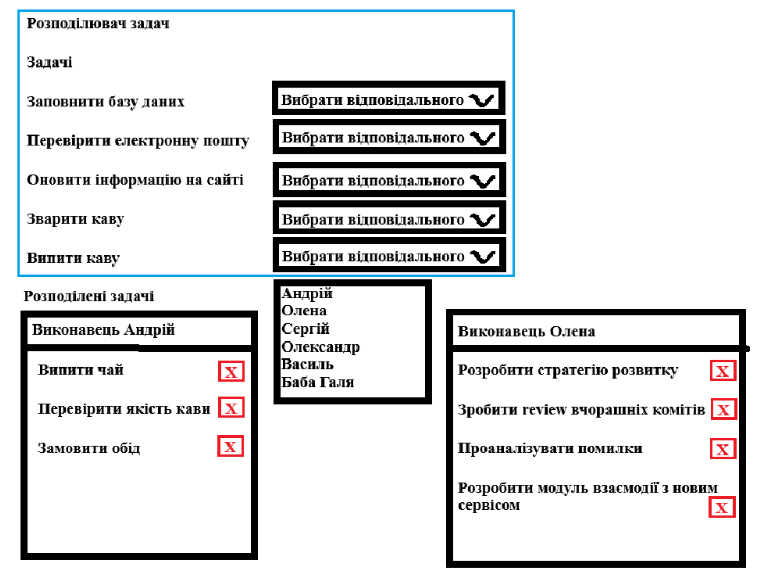 Розподілювач задач
Задачі
Заповнити базу даних
Вибрати відповідального
Перевірити електронну пошту
Вибрати відповідального
Оновити інформацію на сайті
Вибрати відповідального
Зварити каву
Вибрати відповідального
Випити каву
Вибрати відповідального
Андрій
Олена
Сергій
Олександр
Василь
Баба Галя
Розподілені задачі
Виконавець Андрій
Випити чай
X
Перевірити якість кави
X
Замовити обід
X
Виконавець Олена
Розробити стратегію розвитку
X
Зробити review вчорашніх комітів
X
Проаналізувати помилки
X
Розробити модуль взаємодії з новим
сервісом
X